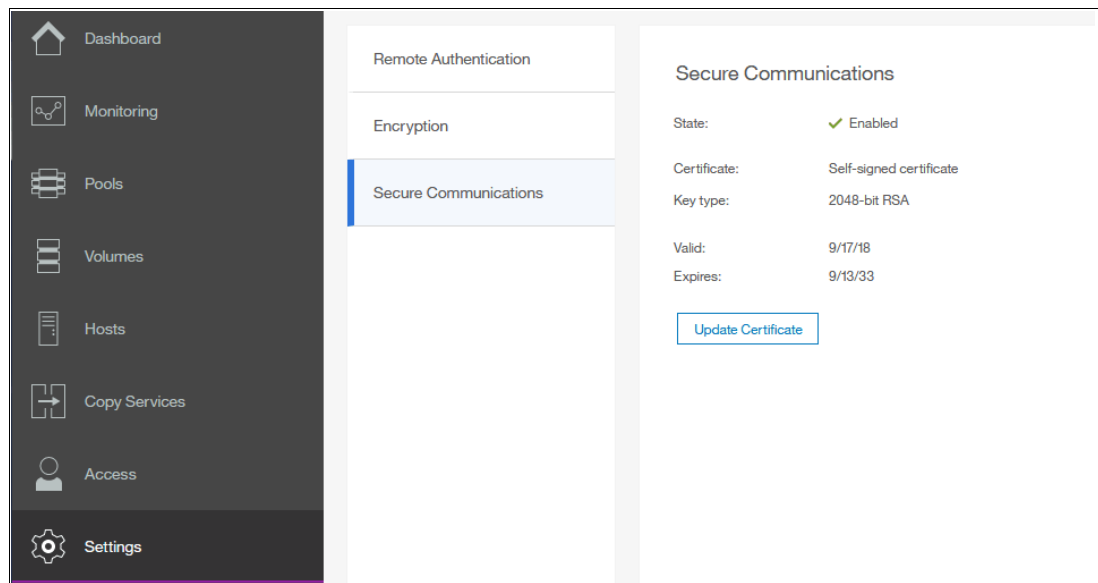 Dashboard
Monitoring
Pools
Volumes
Hosts
Copy Services
Access
Settings
Remote Authentication
Encryption
Secure Communications
Secure Communications
State: Enabled
Certificate: Self-signed certificate
Key type: 2048-bit RSA
Valid: 9/17/18
Expires: 9/13/33
Update Certificate